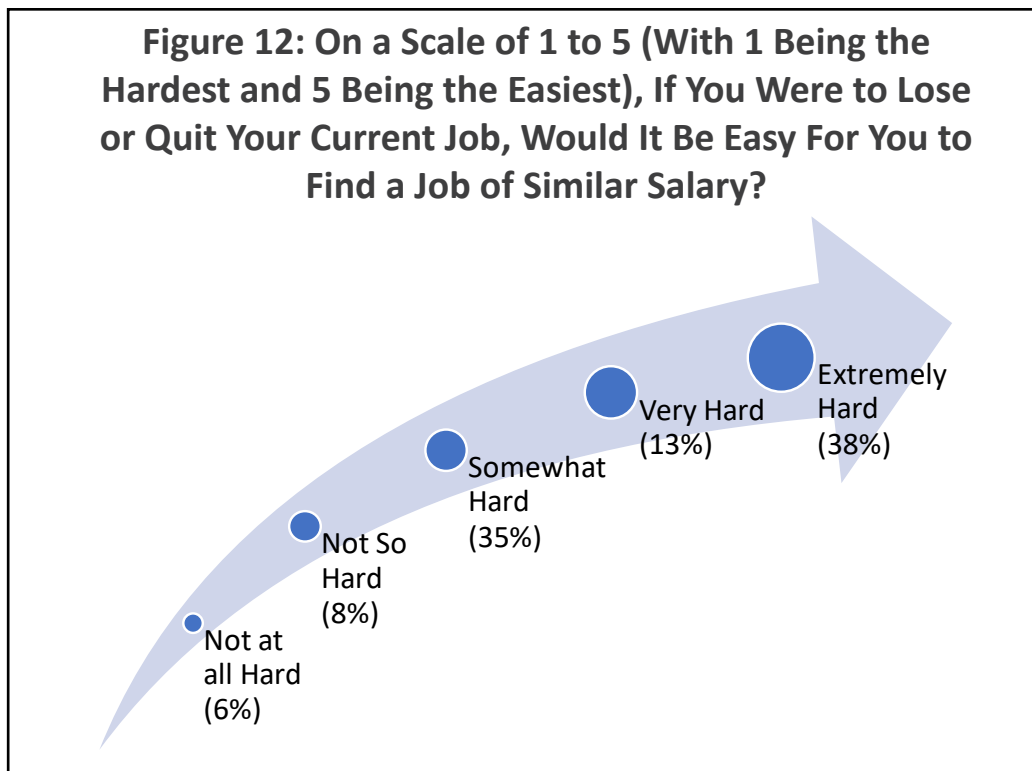 Figure 12: On a Scale of 1 to 5 (With 1 Being the
Hardest and 5 Being the Easiest), If You Were to Lose
or Quit Your Current Job, Would It Be Easy For You to
Find a Job of Similar Salary?
Not at
all Hard
(6%)
Not So
Hard
(8%)
Somewhat
Hard
(35%)
Very Hard
(13%)
Extremely
Hard
(38%)